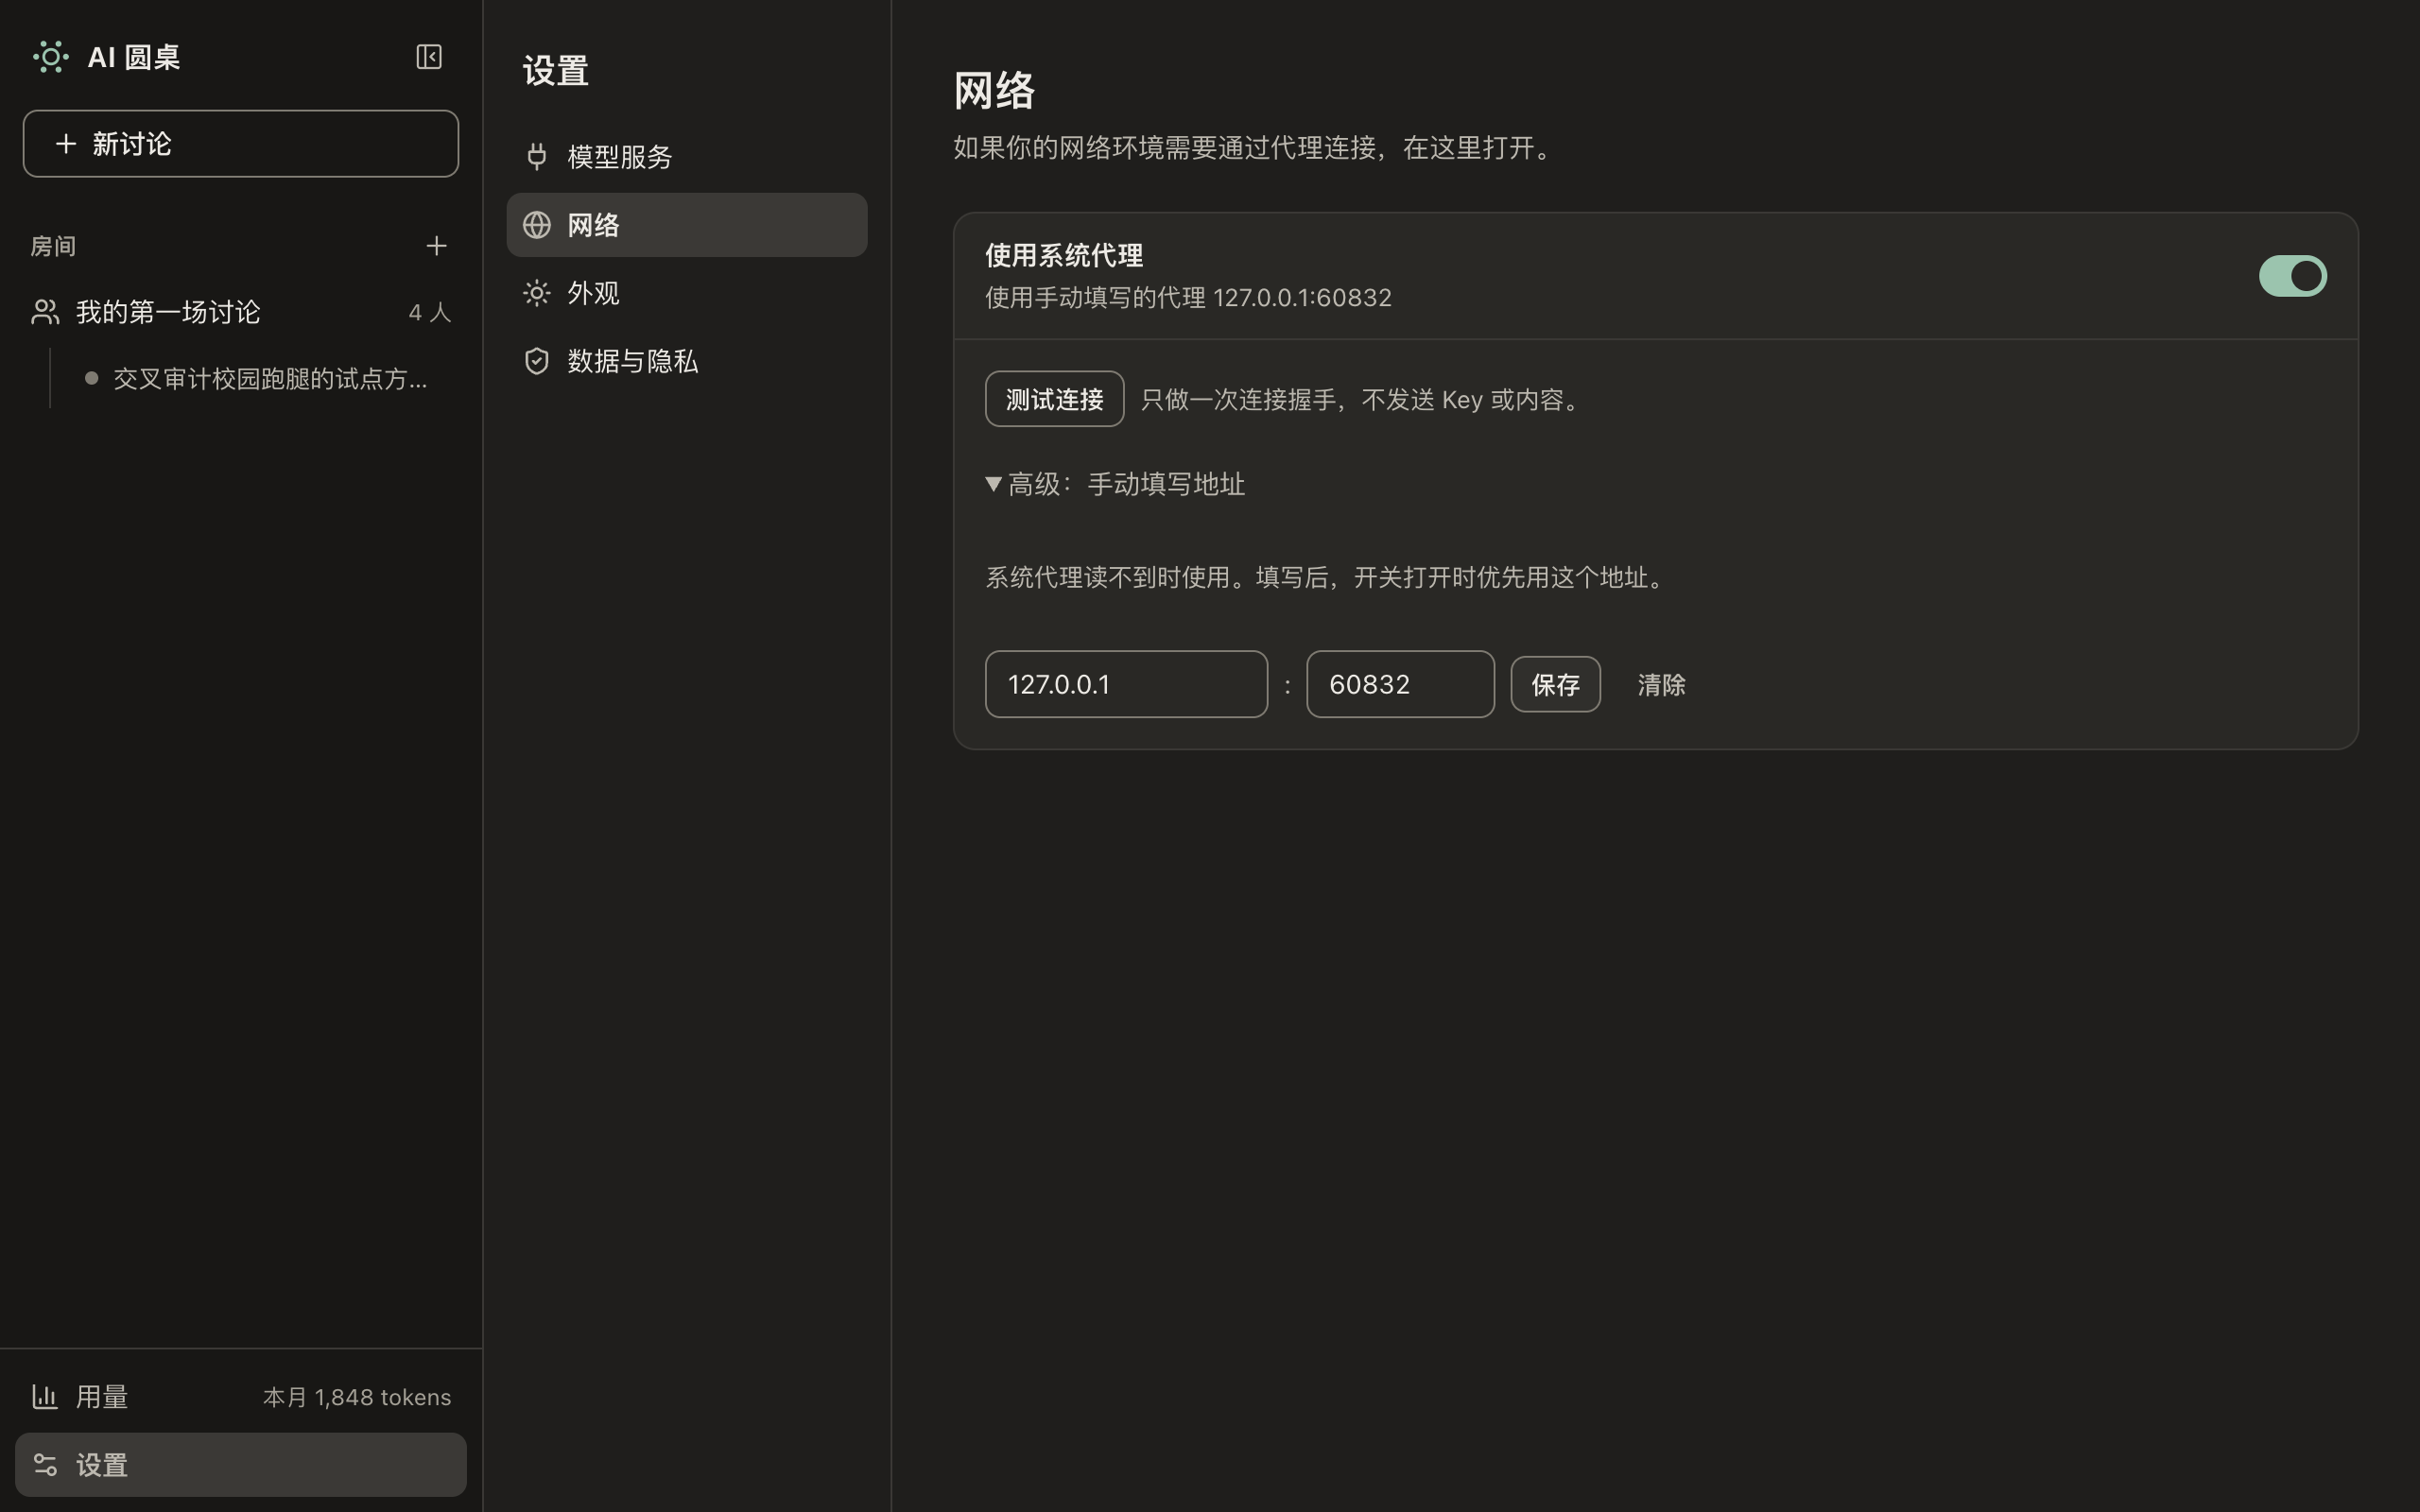 AI 圆桌
新讨论
房间
我的第一场讨论 4 人
交叉审计校园跑腿的试点方...
用量 本月 1,848 tokens
设置
设置
模型服务
网络
外观
数据与隐私
网络
如果你的网络环境需要通过代理连接，在这里打开。
使用系统代理
使用手动填写的代理 127.0.0.1:60832
测试连接 只做一次连接握手，不发送 Key 或内容。
高级：手动填写地址
系统代理读不到时使用。填写后，开关打开时优先用这个地址。
127.0.0.1 : 60832 保存 清除